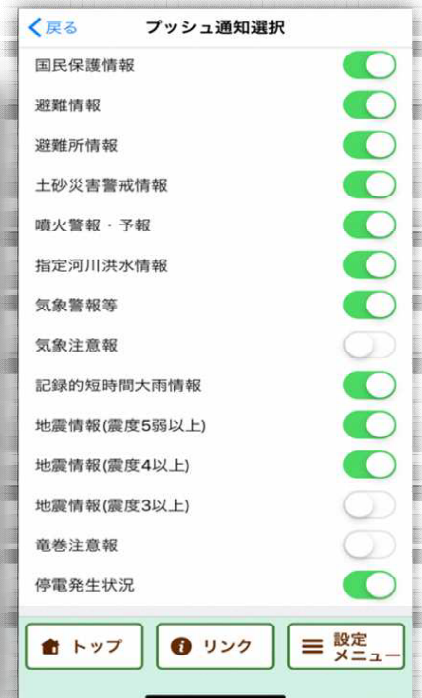 戻る プッシュ通知選択
国民保護情報
避難情報
避難所情報
土砂災害警戒情報
噴火警報・予報
指定河川洪水情報
気象警報等
気象注意報
記録的短時間大雨情報
地震情報(震度5弱以上)
地震情報(震度4以上)
地震情報(震度3以上)
竜巻注意報
停電発生状況
トップ リンク 設定
メニュー